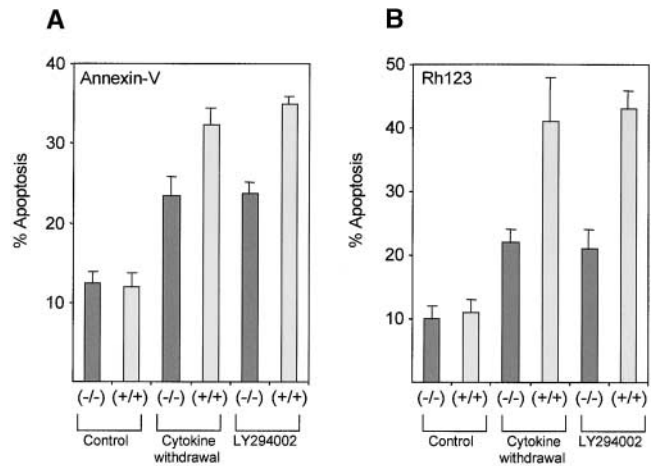 A
Annexin-V
% Apoptosis
40
30
20
10
(-/-) (+/+) (-/-) (+/+) (-/-) (+/+)
Control Cytokine withdrawal LY294002
B
Rh123
% Apoptosis
50
40
30
20
10
(-/-) (+/+) (-/-) (+/+) (-/-) (+/+)
Control Cytokine withdrawal LY294002